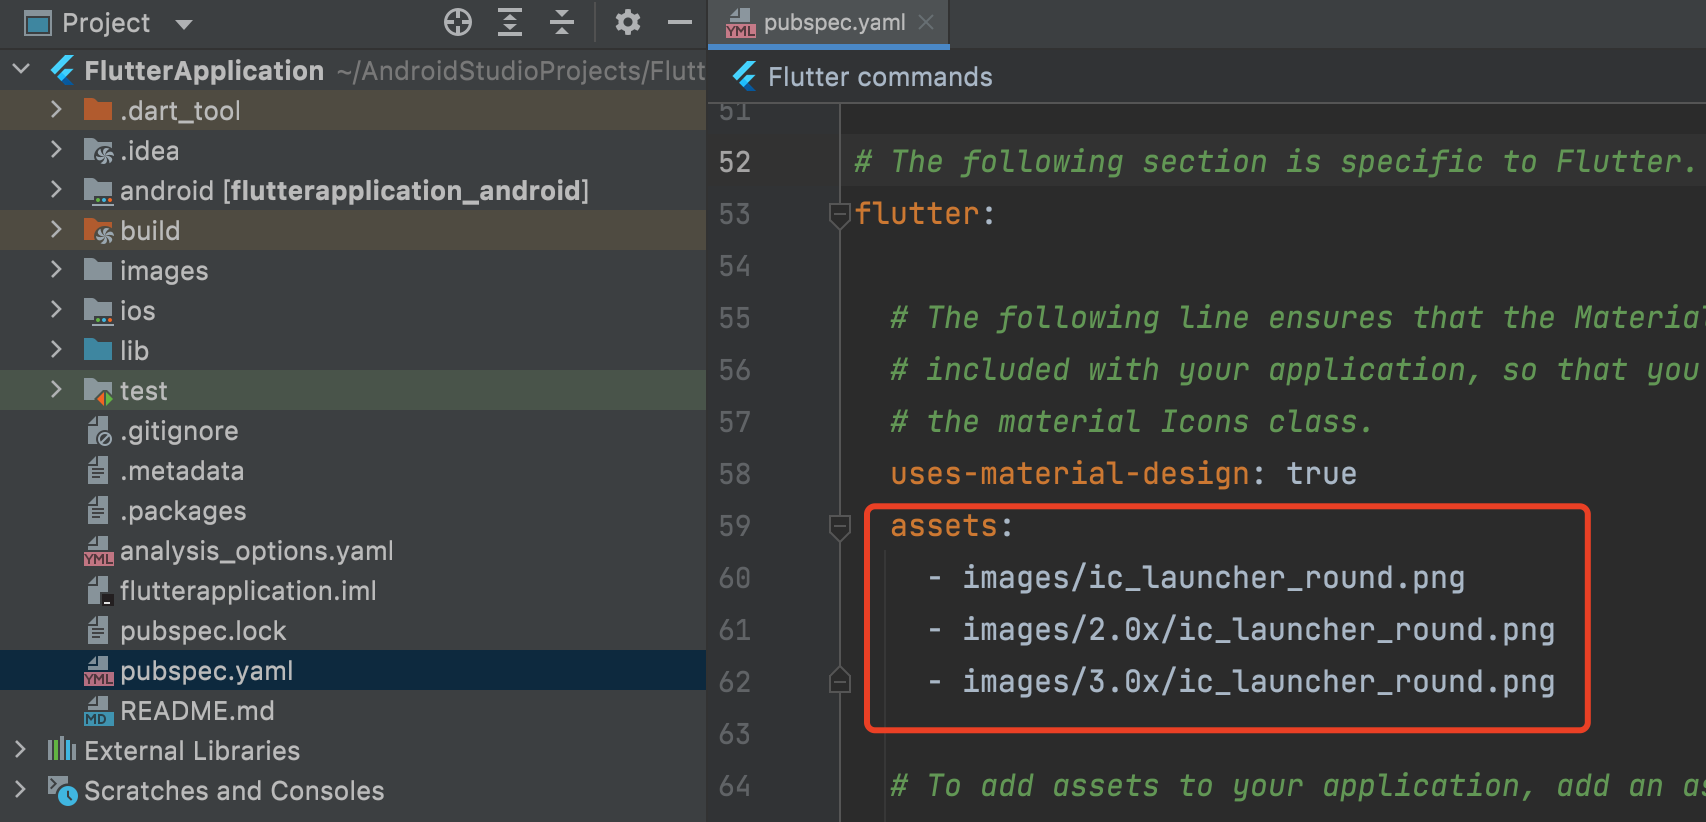 Project
FlutterApplication ~/AndroidStudioProjects/Flutt
.dart_tool
.idea
android [flutterapplication_android]
build
images
ios
lib
test
.gitignore
.metadata
.packages
YML analysis_options.yaml
flutterapplication.iml
pubspec.lock
YML pubspec.yaml
MD README.md
External Libraries
Scratches and Consoles
YML pubspec.yaml
Flutter commands
51
52 # The following section is specific to Flutter.
53 flutter:
54
55 # The following line ensures that the Material
56 # included with your application, so that you
57 # the material Icons class.
58 uses-material-design: true
59 assets:
60 - images/ic_launcher_round.png
61 - images/2.0x/ic_launcher_round.png
62 - images/3.0x/ic_launcher_round.png
63
64 # To add assets to your application, add an as